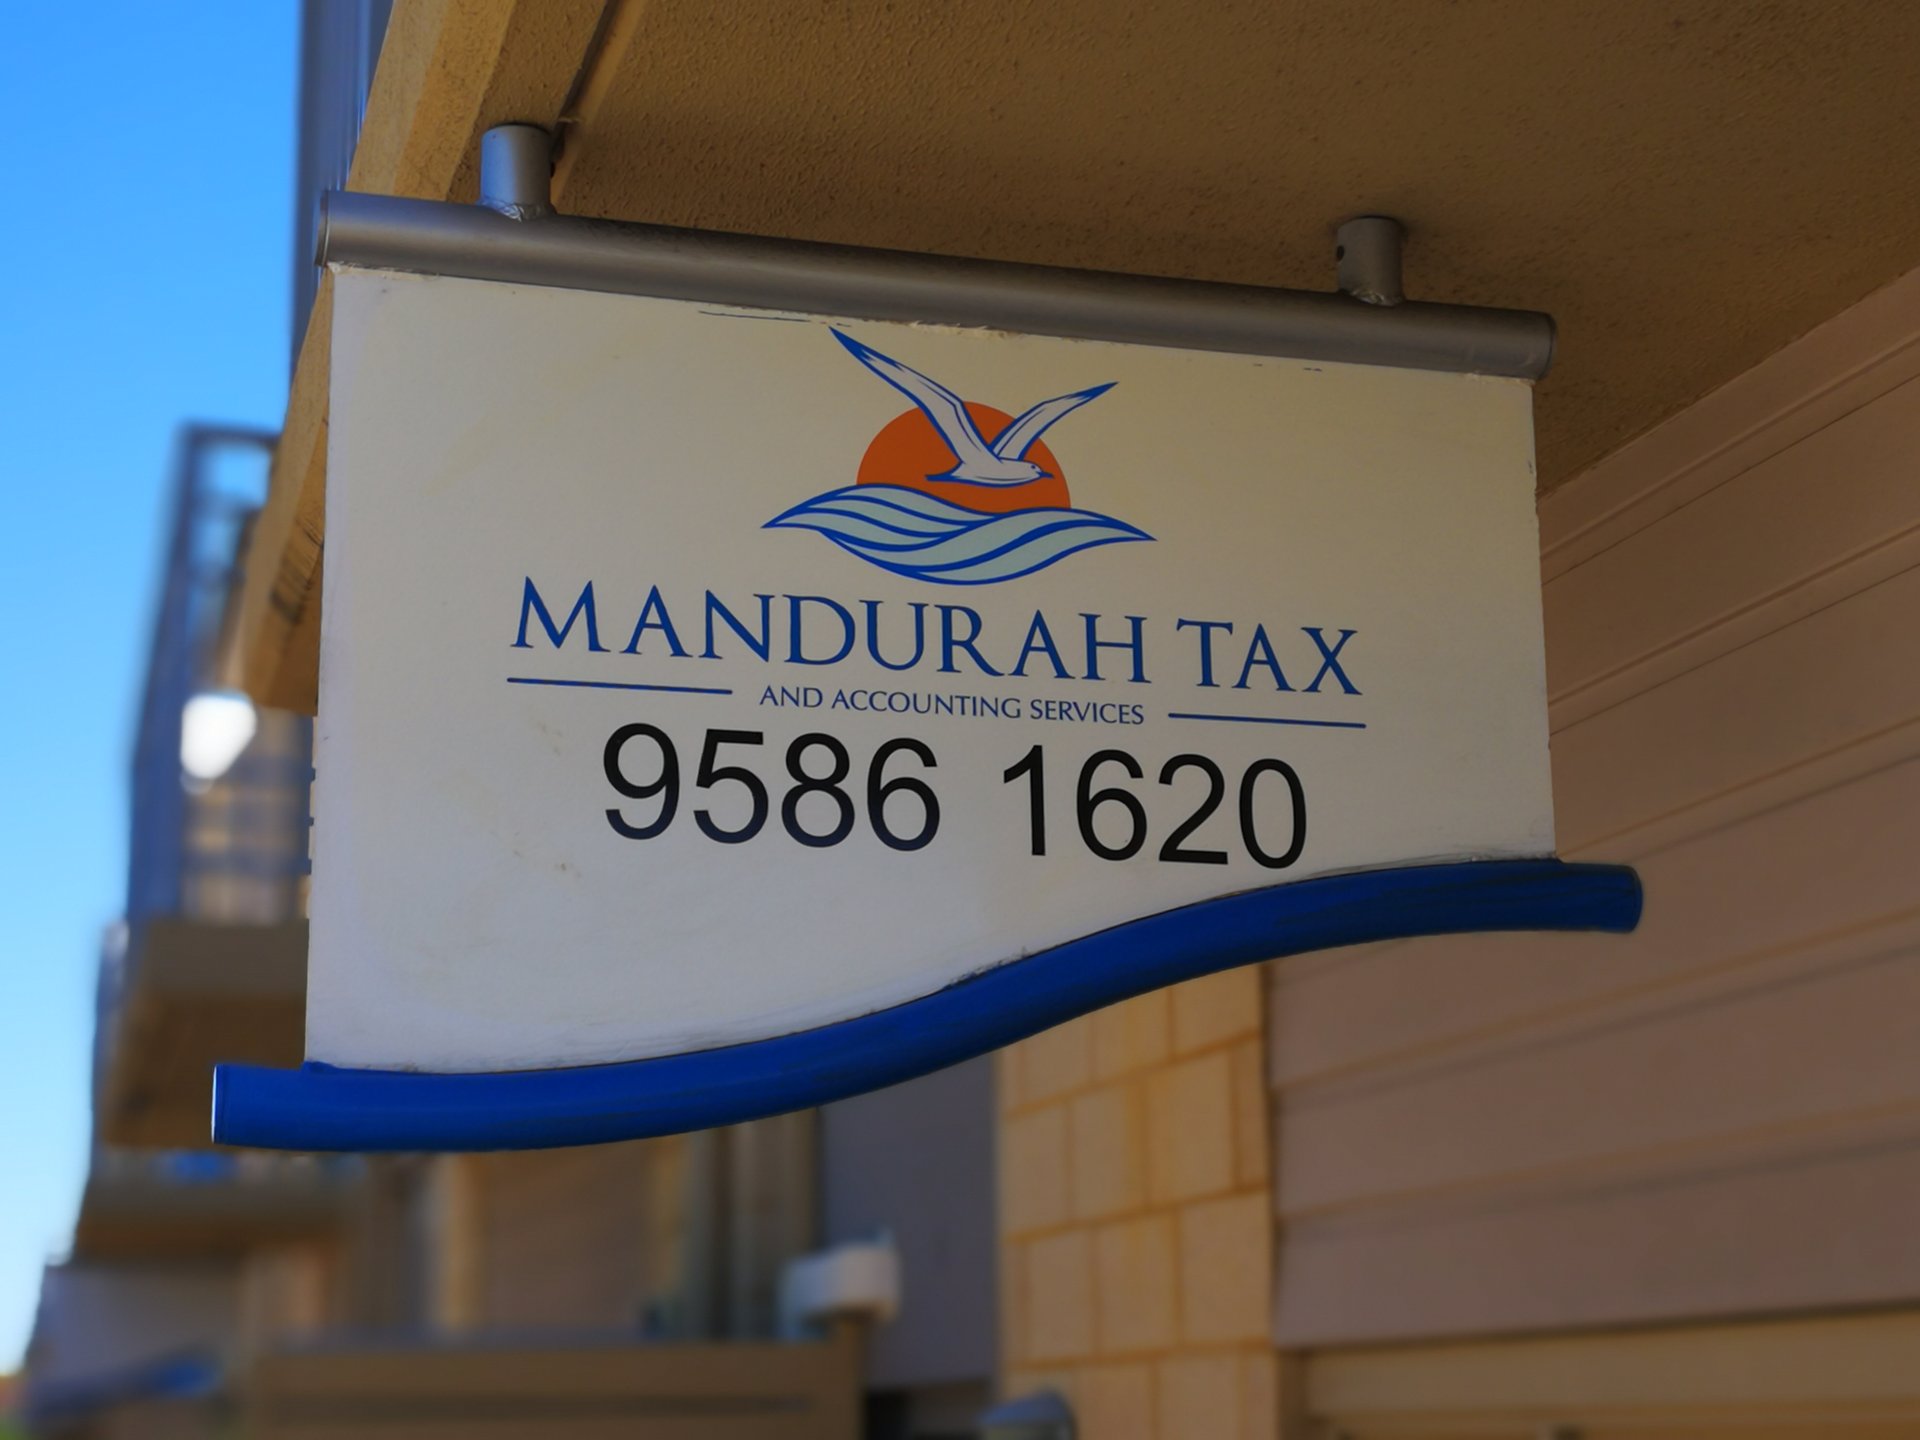 MANDURAH TAX
AND ACCOUNTING SERVICES
9586 1620